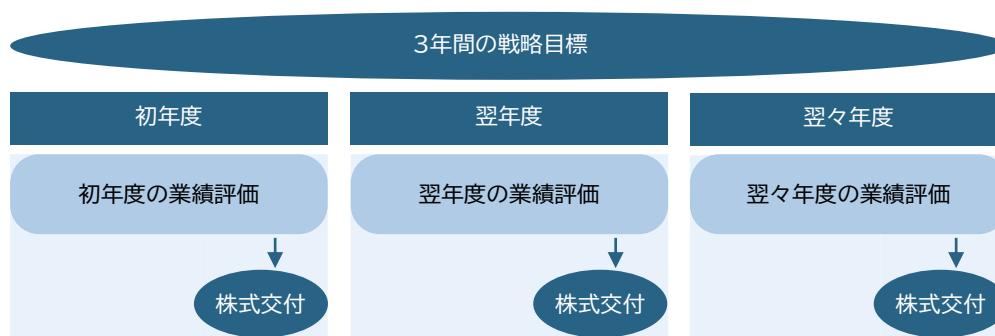 3年間の戦略目標
初年度
翌年度
翌々年度
初年度の業績評価
翌年度の業績評価
翌々年度の業績評価
株式交付
株式交付
株式交付